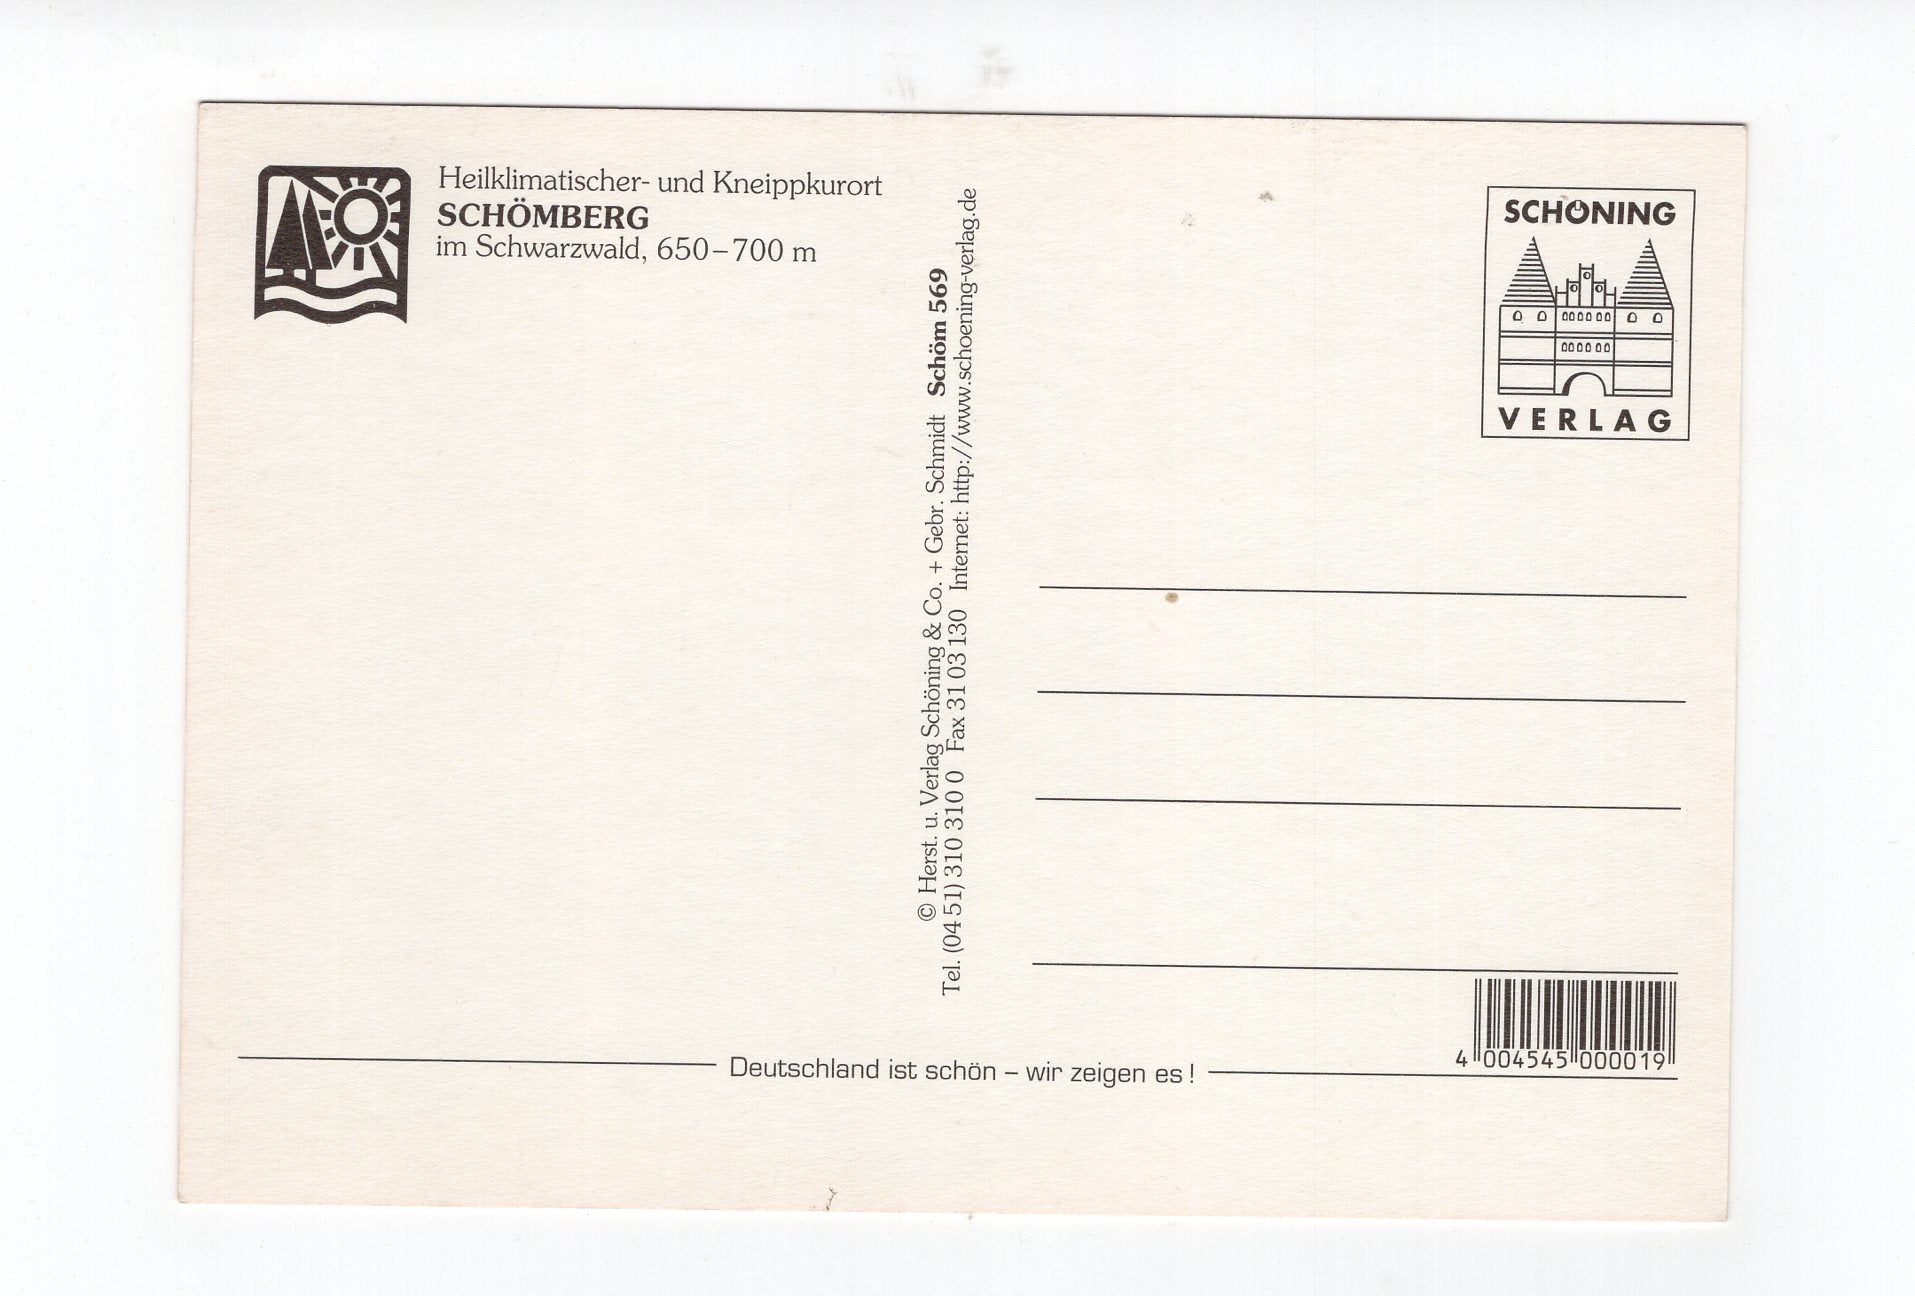 Heilklimatischer- und Kneippkurort
SCHÖMBERG
im Schwarzwald, 650–700 m
© Herst. u. Verlag Schöning & Co. + Gebr. Schmidt Schöm 569
Tel. (04 51) 310 310 0 Fax 31 03 130 Internet: http://www.schoening-verlag.de
SCHÖNING
VERLAG
4 004545 000019
Deutschland ist schön – wir zeigen es!